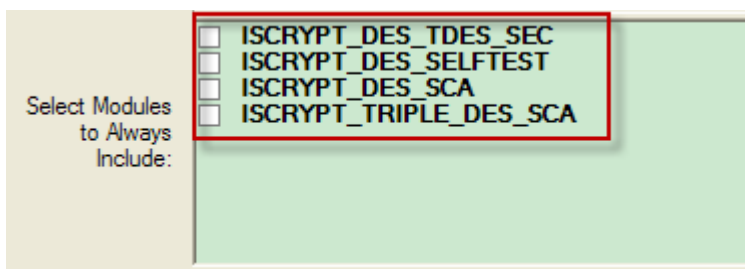 ISCRYPT_DES_TDES_SEC
ISCRYPT_DES_SELFTEST
ISCRYPT_DES_SCA
ISCRYPT_TRIPLE_DES_SCA
Select Modules
to Always
Include: